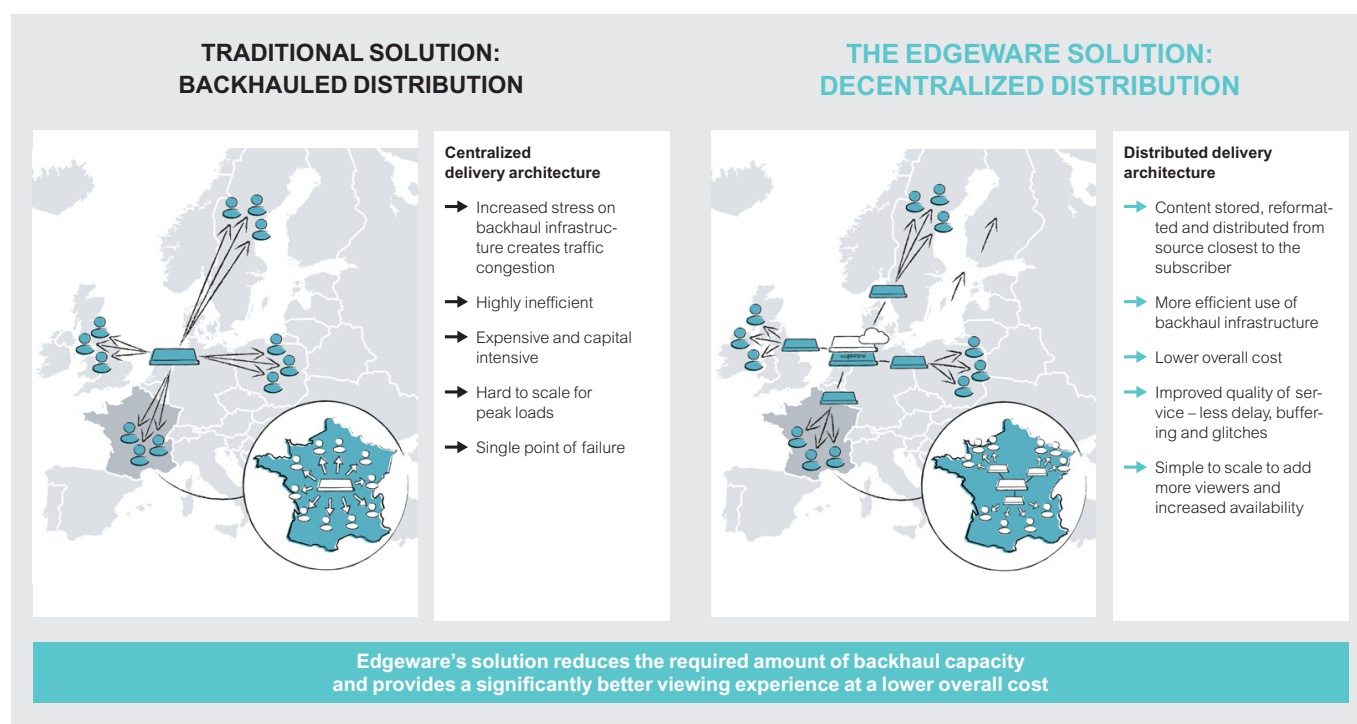 TRADITIONAL SOLUTION:
BACKHAULED DISTRIBUTION
Centralized
delivery architecture
Increased stress on
backhaul infrastruc-
ture creates traffic
congestion
Highly inefficient
Expensive and capital
intensive
Hard to scale for
peak loads
Single point of failure
THE EDGEWARE SOLUTION:
DECENTRALIZED DISTRIBUTION
Distributed delivery
architecture
Content stored, reformat-
ted and distributed from
source closest to the
subscriber
More efficient use of
backhaul infrastructure
Lower overall cost
Improved quality of ser-
vice – less delay, buffer-
ing and glitches
Simple to scale to add
more viewers and
increased availability
Edgeware's solution reduces the required amount of backhaul capacity
and provides a significantly better viewing experience at a lower overall cost